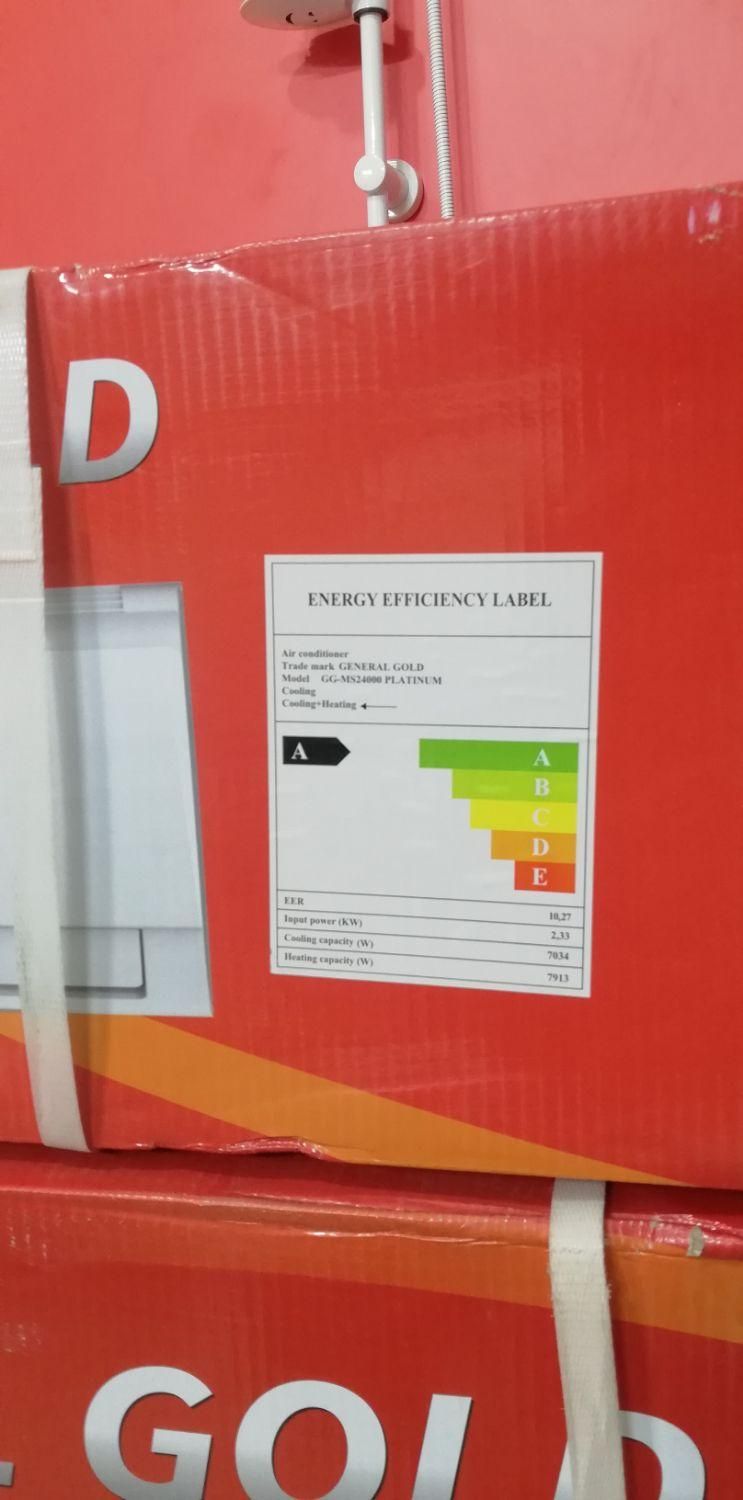 D
ENERGY EFFICIENCY LABEL
Air conditioner
Trade mark GENERAL GOLD
Model GG-MS24000 PLATINUM
Cooling
Cooling+Heating
A
A
B
C
D
E
EER 10,27
Input power (KW) 2,33
Cooling capacity (W) 7034
Heating capacity (W) 7913
L GOLD